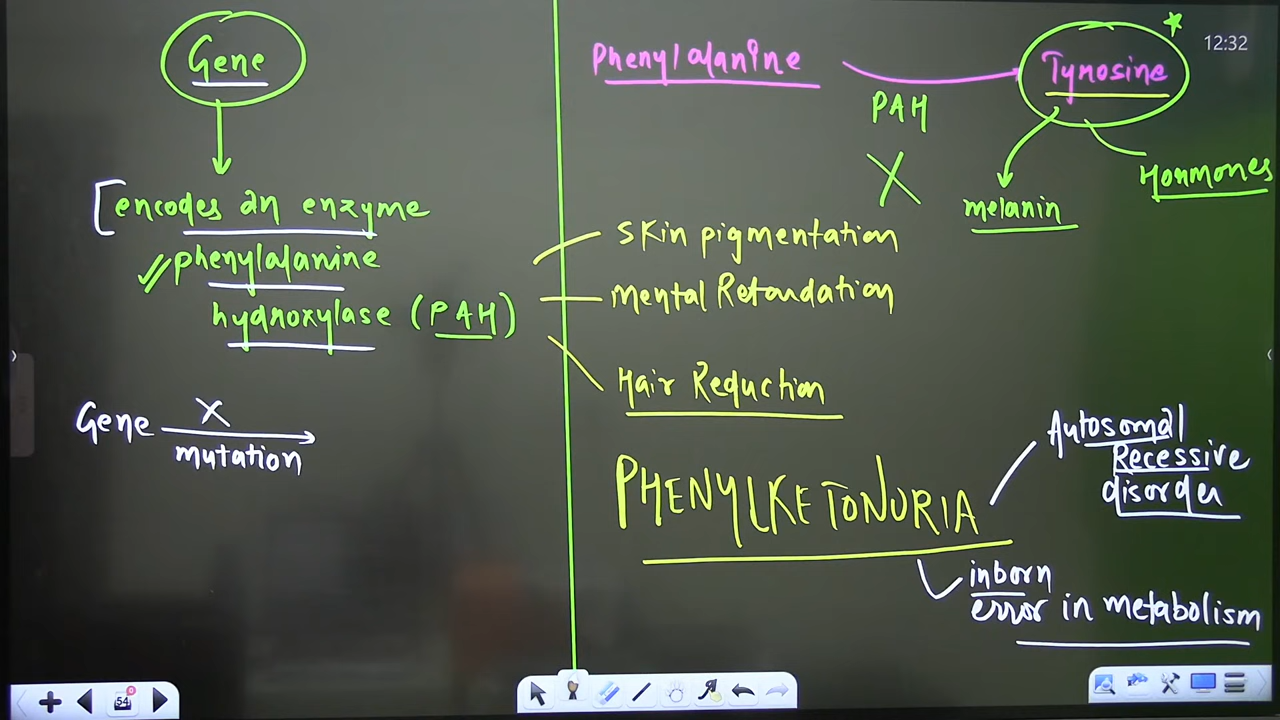 Gene
encodes an enzyme
phenylalanine
hydroxylase (PAH)
Gene X
mutation
Phenylalanine
PAH
X
Tyrosine
12:32
melanin
Hormones
Skin pigmentation
Mental Retardation
Hair Reduction
PHENYLKETONURIA
Autosomal
Recessive
disorder
inborn
error in metabolism
54
0